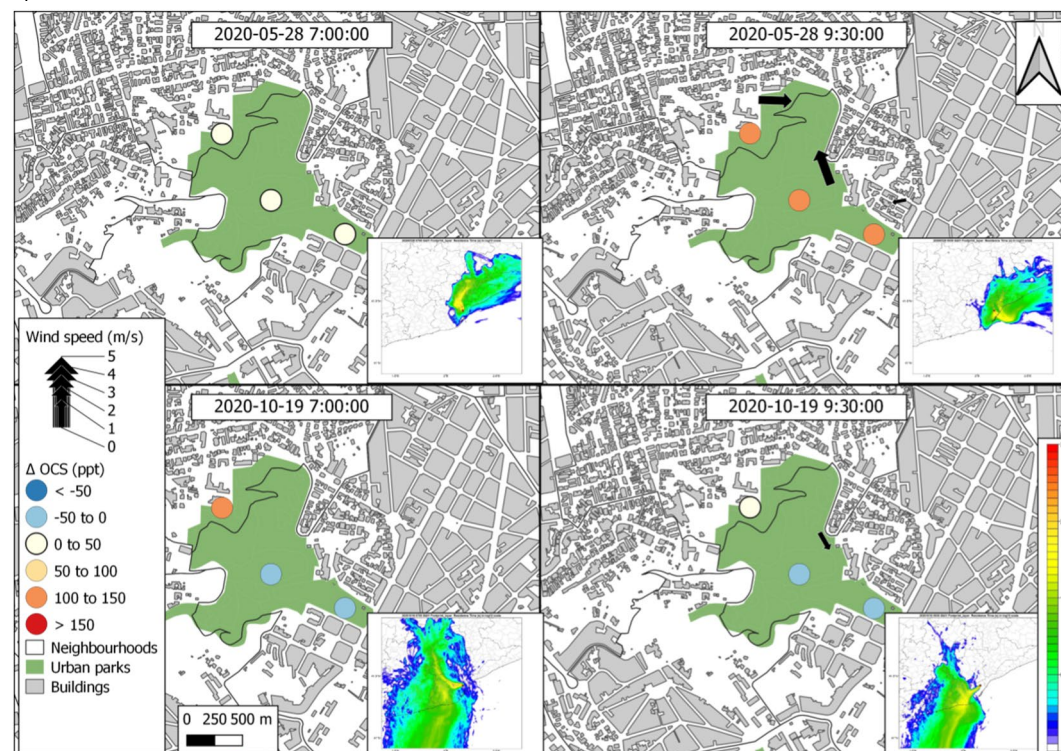 2020-05-28 7:00:00
2020-05-28 9:30:00
N
Wind speed (m/s)
5
4
3
2
1
0
2020-10-19 7:00:00
2020-10-19 9:30:00
Δ OCS (ppt)
< -50
-50 to 0
0 to 50
50 to 100
100 to 150
> 150
Neighbourhoods
Urban parks
Buildings
0 250 500 m